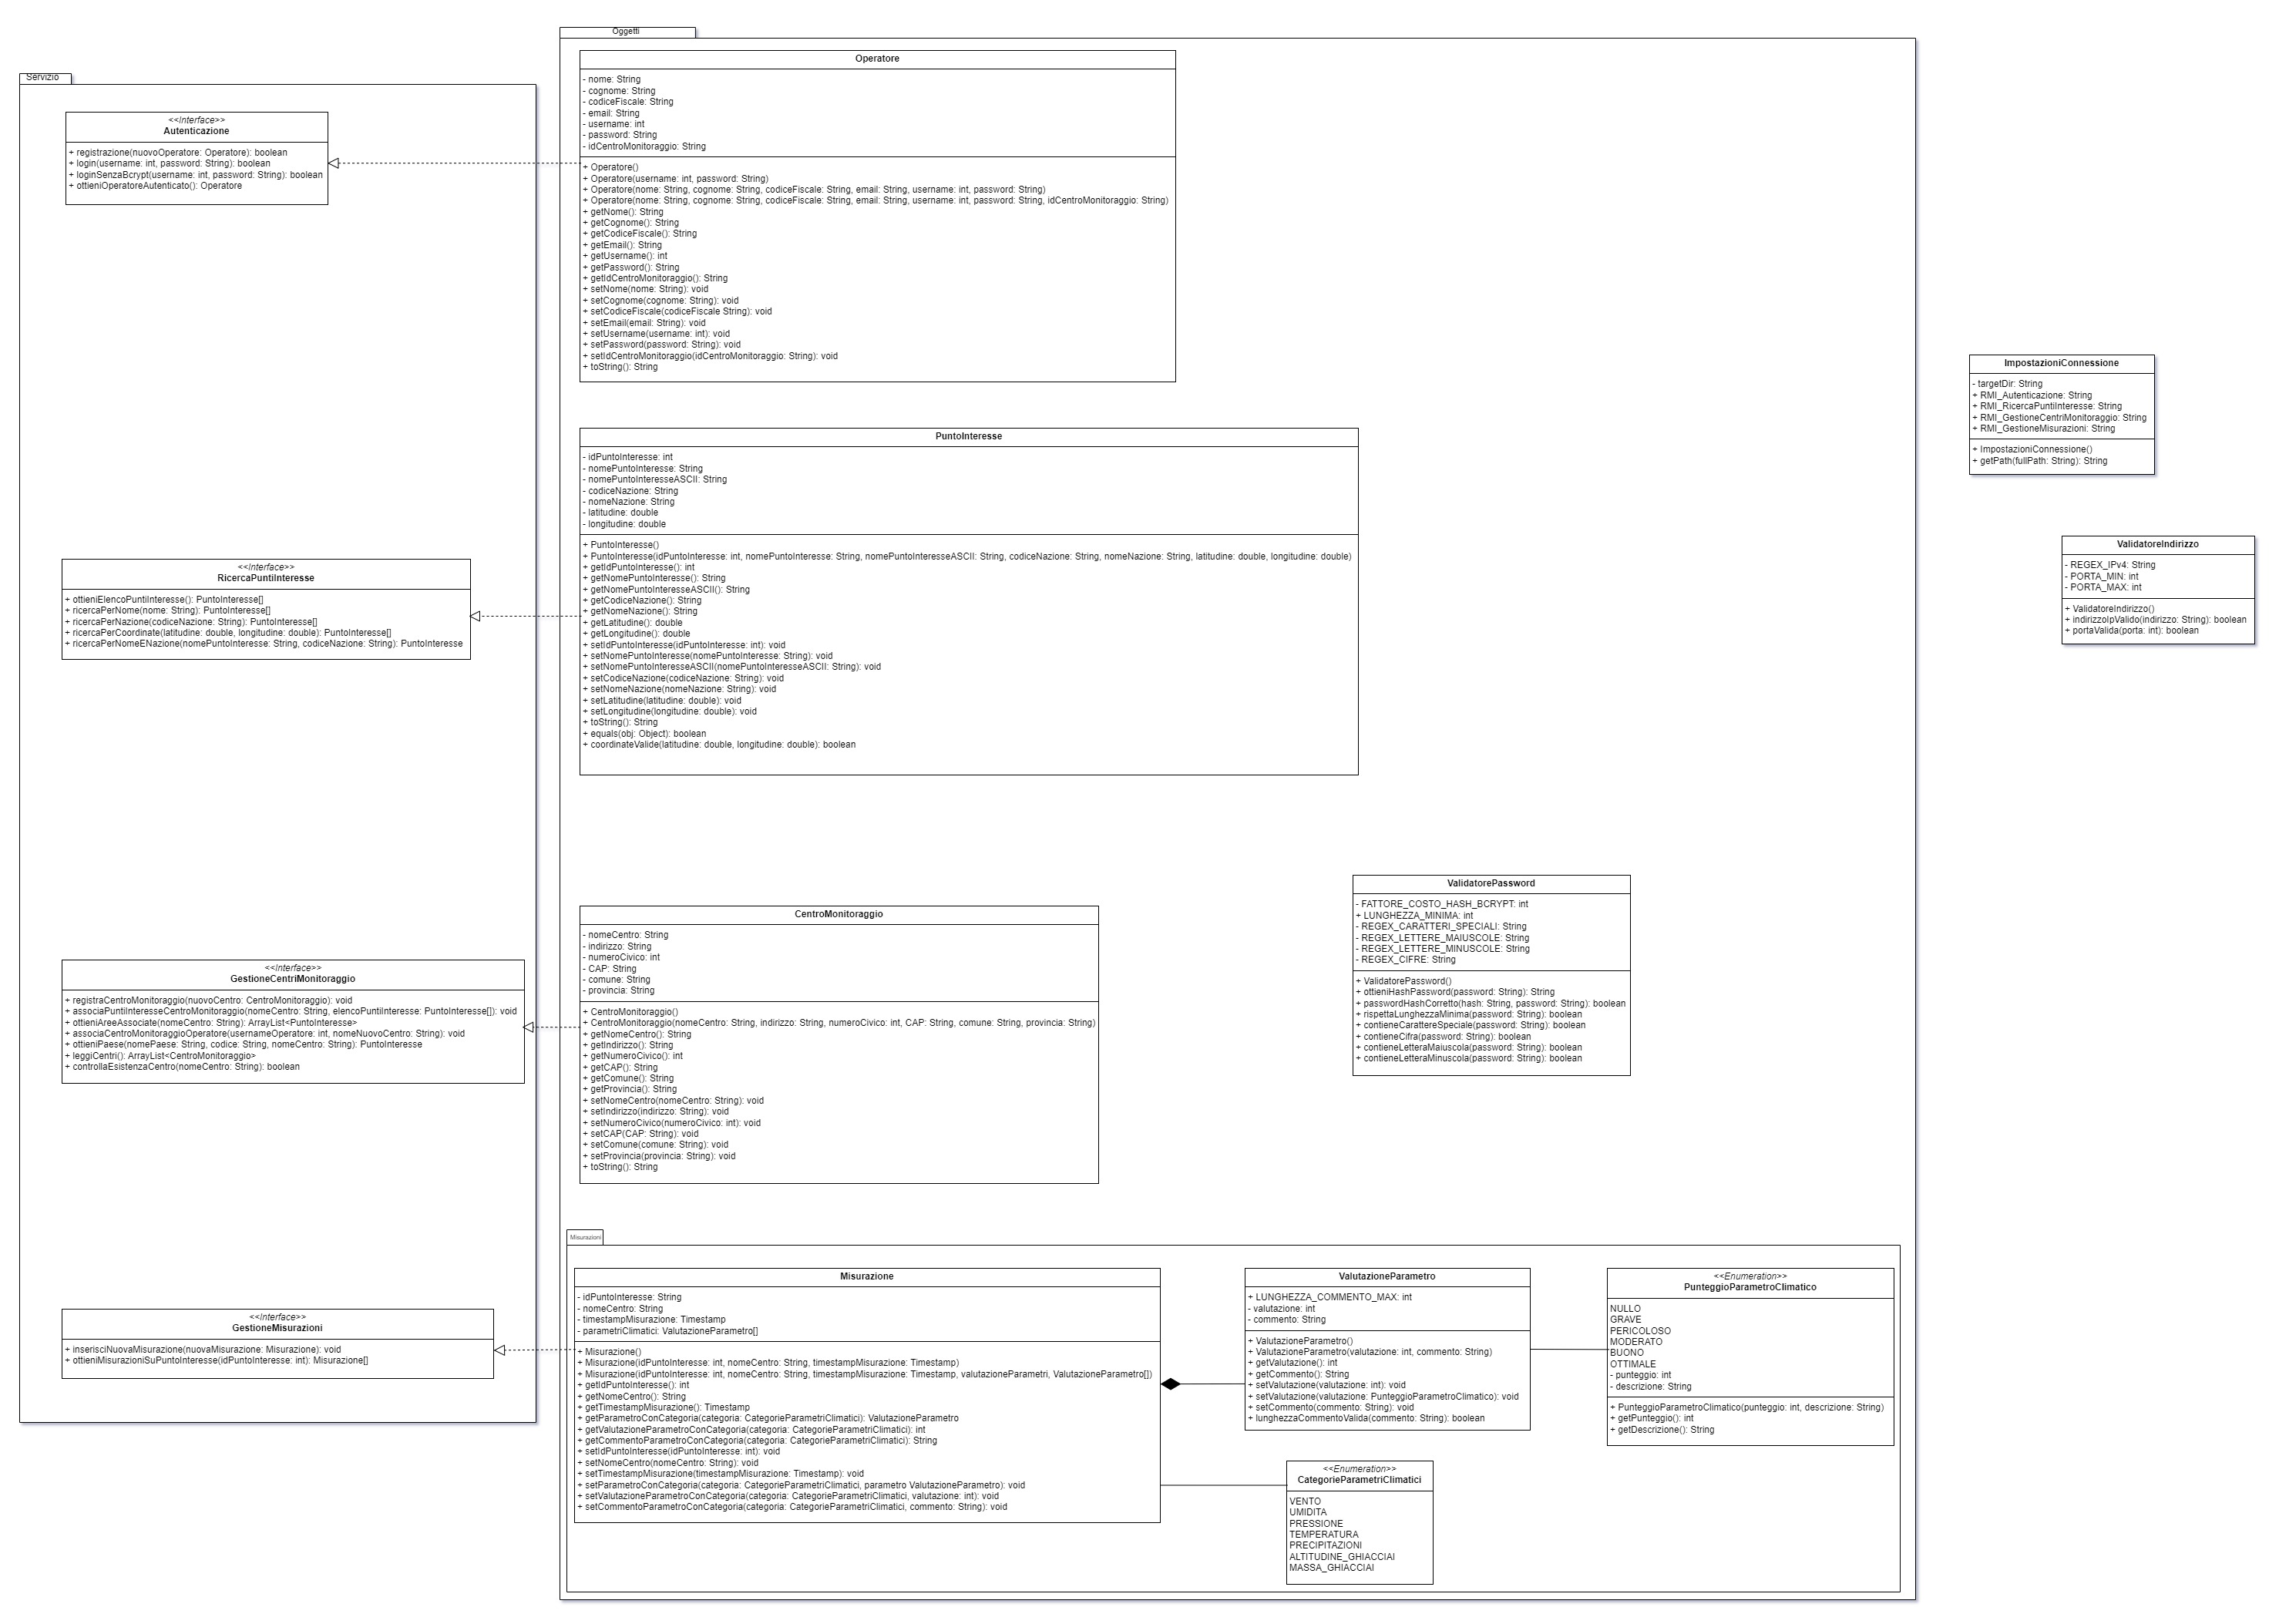 Servizio
<<Interface>>
Autenticazione
+ registrazione(nuovoOperatore: Operatore): boolean
+ login(username: int, password: String): boolean
+ loginSenzaBcrypt(username: int, password: String): boolean
+ ottieniOperatoreAutenticato(): Operatore
<<Interface>>
RicercaPuntiInteresse
+ ottieniElencoPuntiInteresse(): PuntoInteresse[]
+ ricercaPerNome(nome: String): PuntoInteresse[]
+ ricercaPerNazione(codiceNazione: String): PuntoInteresse[]
+ ricercaPerCoordinate(latitudine: double, longitudine: double): PuntoInteresse[]
+ ricercaPerNomeENazione(nomePuntoInteresse: String, codiceNazione: String): PuntoInteresse
<<Interface>>
GestioneCentriMonitoraggio
+ registraCentroMonitoraggio(nuovoCentro: CentroMonitoraggio): void
+ associaPuntiInteresseCentroMonitoraggio(nomeCentro: String, elencoPuntiInteresse: PuntoInteresse[]): void
+ ottieniAreeAssociate(nomeCentro: String): ArrayList<PuntoInteresse>
+ associaCentroMonitoraggioOperatore(usernameOperatore: int, nomeNuovoCentro: String): void
+ ottieniPaese(nomePaese: String, codice: String, nomeCentro: String): PuntoInteresse
+ leggiCentri(): ArrayList<CentroMonitoraggio>
+ controllaEsistenzaCentro(nomeCentro: String): boolean
<<Interface>>
GestioneMisurazioni
+ inserisciNuovaMisurazione(nuovaMisurazione: Misurazione): void
+ ottieniMisurazioniSuPuntoInteresse(idPuntoInteresse: int): Misurazione[]
Oggetti
Operatore
- nome: String
- cognome: String
- codiceFiscale: String
- email: String
- username: int
- password: String
- idCentroMonitoraggio: String
+ Operatore()
+ Operatore(username: int, password: String)
+ Operatore(nome: String, cognome: String, codiceFiscale: String, email: String, username: int, password: String)
+ Operatore(nome: String, cognome: String, codiceFiscale: String, email: String, username: int, password: String, idCentroMonitoraggio: String)
+ getNome(): String
+ getCognome(): String
+ getCodiceFiscale(): String
+ getEmail(): String
+ getUsername(): int
+ getPassword(): String
+ getIdCentroMonitoraggio(): String
+ setNome(nome: String): void
+ setCognome(cognome: String): void
+ setCodiceFiscale(codiceFiscale String): void
+ setEmail(email: String): void
+ setUsername(username: int): void
+ setPassword(password: String): void
+ setIdCentroMonitoraggio(idCentroMonitoraggio: String): void
+ toString(): String
PuntoInteresse
- idPuntoInteresse: int
- nomePuntoInteresse: String
- nomePuntoInteresseASCII: String
- codiceNazione: String
- nomeNazione: String
- latitudine: double
- longitudine: double
+ PuntoInteresse()
+ PuntoInteresse(idPuntoInteresse: int, nomePuntoInteresse: String, nomePuntoInteresseASCII: String, codiceNazione: String, nomeNazione: String, latitudine: double, longitudine: double)
+ getIdPuntoInteresse(): int
+ getNomePuntoInteresse(): String
+ getNomePuntoInteresseASCII(): String
+ getCodiceNazione(): String
+ getNomeNazione(): String
+ getLatitudine(): double
+ getLongitudine(): double
+ setIdPuntoInteresse(idPuntoInteresse: int): void
+ setNomePuntoInteresse(nomePuntoInteresse: String): void
+ setNomePuntoInteresseASCII(nomePuntoInteresseASCII: String): void
+ setCodiceNazione(codiceNazione: String): void
+ setNomeNazione(nomeNazione: String): void
+ setLatitudine(latitudine: double): void
+ setLongitudine(longitudine: double): void
+ toString(): String
+ equals(obj: Object): boolean
+ coordinateValide(latitudine: double, longitudine: double): boolean
CentroMonitoraggio
- nomeCentro: String
- indirizzo: String
- numeroCivico: int
- CAP: String
- comune: String
- provincia: String
+ CentroMonitoraggio()
+ CentroMonitoraggio(nomeCentro: String, indirizzo: String, numeroCivico: int, CAP: String, comune: String, provincia: String)
+ getNomeCentro(): String
+ getIndirizzo(): String
+ getNumeroCivico(): int
+ getCAP(): String
+ getComune(): String
+ getProvincia(): String
+ setNomeCentro(nomeCentro: String): void
+ setIndirizzo(indirizzo: String): void
+ setNumeroCivico(numeroCivico: int): void
+ setCAP(CAP: String): void
+ setComune(comune: String): void
+ setProvincia(provincia: String): void
+ toString(): String
ValidatorePassword
- FATTORE_COSTO_HASH_BCRYPT: int
+ LUNGHEZZA_MINIMA: int
- REGEX_CARATTERI_SPECIALI: String
- REGEX_LETTERE_MAIUSCOLE: String
- REGEX_LETTERE_MINUSCOLE: String
- REGEX_CIFRE: String
+ ValidatorePassword()
+ ottieniHashPassword(password: String): String
+ passwordHashCorretto(hash: String, password: String): boolean
+ rispettaLunghezzaMinima(password: String): boolean
+ contieneCarattereSpeciale(password: String): boolean
+ contieneCifra(password: String): boolean
+ contieneLetteraMaiuscola(password: String): boolean
+ contieneLetteraMinuscola(password: String): boolean
Misurazioni
Misurazione
- idPuntoInteresse: String
- nomeCentro: String
- timestampMisurazione: Timestamp
- parametriClimatici: ValutazioneParametro[]
+ Misurazione()
+ Misurazione(idPuntoInteresse: int, nomeCentro: String, timestampMisurazione: Timestamp)
+ Misurazione(idPuntoInteresse: int, nomeCentro: String, timestampMisurazione: Timestamp, valutazioneParametri, ValutazioneParametro[])
+ getIdPuntoInteresse(): int
+ getNomeCentro(): String
+ getTimestampMisurazione(): Timestamp
+ getParametroConCategoria(categoria: CategorieParametriClimatici): ValutazioneParametro
+ getValutazioneParametroConCategoria(categoria: CategorieParametriClimatici): int
+ getCommentoParametroConCategoria(categoria: CategorieParametriClimatici): String
+ setIdPuntoInteresse(idPuntoInteresse: int): void
+ setNomeCentro(nomeCentro: String): void
+ setTimestampMisurazione(timestampMisurazione: Timestamp): void
+ setParametroConCategoria(categoria: CategorieParametriClimatici, parametro ValutazioneParametro): void
+ setValutazioneParametroConCategoria(categoria: CategorieParametriClimatici, valutazione: int): void
+ setCommentoParametroConCategoria(categoria: CategorieParametriClimatici, commento: String): void
ValutazioneParametro
+ LUNGHEZZA_COMMENTO_MAX: int
- valutazione: int
- commento: String
+ ValutazioneParametro()
+ ValutazioneParametro(valutazione: int, commento: String)
+ getValutazione(): int
+ getCommento(): String
+ setValutazione(valutazione: int): void
+ setValutazione(valutazione: PunteggioParametroClimatico): void
+ setCommento(commento: String): void
+ lunghezzaCommentoValida(commento: String): boolean
<<Enumeration>>
PunteggioParametroClimatico
NULLO
GRAVE
PERICOLOSO
MODERATO
BUONO
OTTIMALE
- punteggio: int
- descrizione: String
+ PunteggioParametroClimatico(punteggio: int, descrizione: String)
+ getPunteggio(): int
+ getDescrizione(): String
<<Enumeration>>
CategorieParametriClimatici
VENTO
UMIDITA
PRESSIONE
TEMPERATURA
PRECIPITAZIONI
ALTITUDINE_GHIACCIAI
MASSA_GHIACCIAI
ImpostazioniConnessione
- targetDir: String
+ RMI_Autenticazione: String
+ RMI_RicercaPuntiInteresse: String
+ RMI_GestioneCentriMonitoraggio: String
+ RMI_GestioneMisurazioni: String
+ ImpostazioniConnessione()
+ getPath(fullPath: String): String
ValidatoreIndirizzo
- REGEX_IPv4: String
- PORTA_MIN: int
- PORTA_MAX: int
+ ValidatoreIndirizzo()
+ indirizzoIpValido(indirizzo: String): boolean
+ portaValida(porta: int): boolean